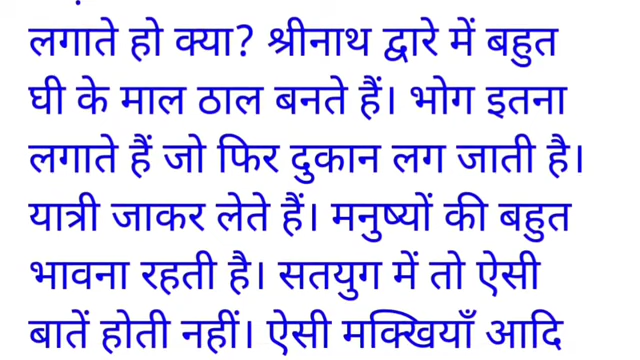 लगाते हो क्या? श्रीनाथ द्वारे में बहुत
घी के माल ठाल बनते हैं। भोग इतना
लगाते हैं जो फिर दुकान लग जाती है।
यात्री जाकर लेते हैं। मनुष्यों की बहुत
भावना रहती है। सतयुग में तो ऐसी
बातें होती नहीं। ऐसी मक्खियाँ आदि